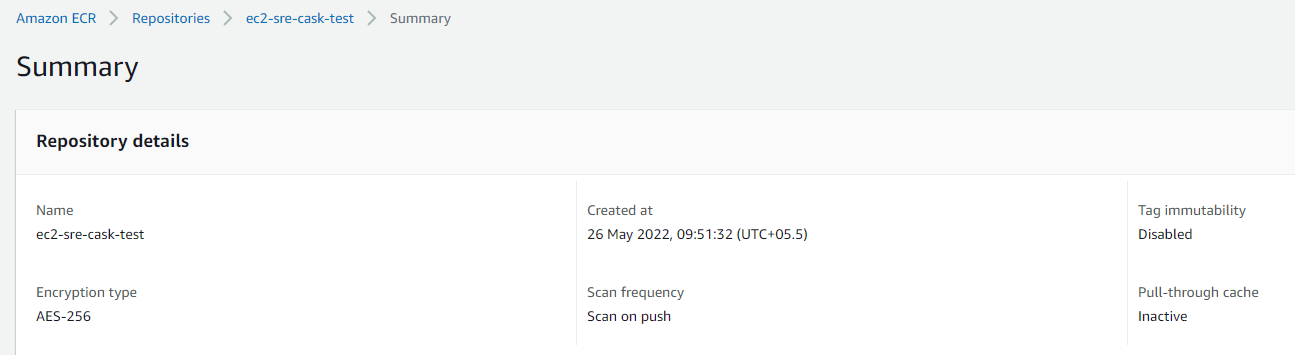 Amazon ECR > Repositories > ec2-sre-cask-test > Summary
Summary
Repository details
Name
ec2-sre-cask-test
Created at
26 May 2022, 09:51:32 (UTC+05.5)
Tag immutability
Disabled
Encryption type
AES-256
Scan frequency
Scan on push
Pull-through cache
Inactive